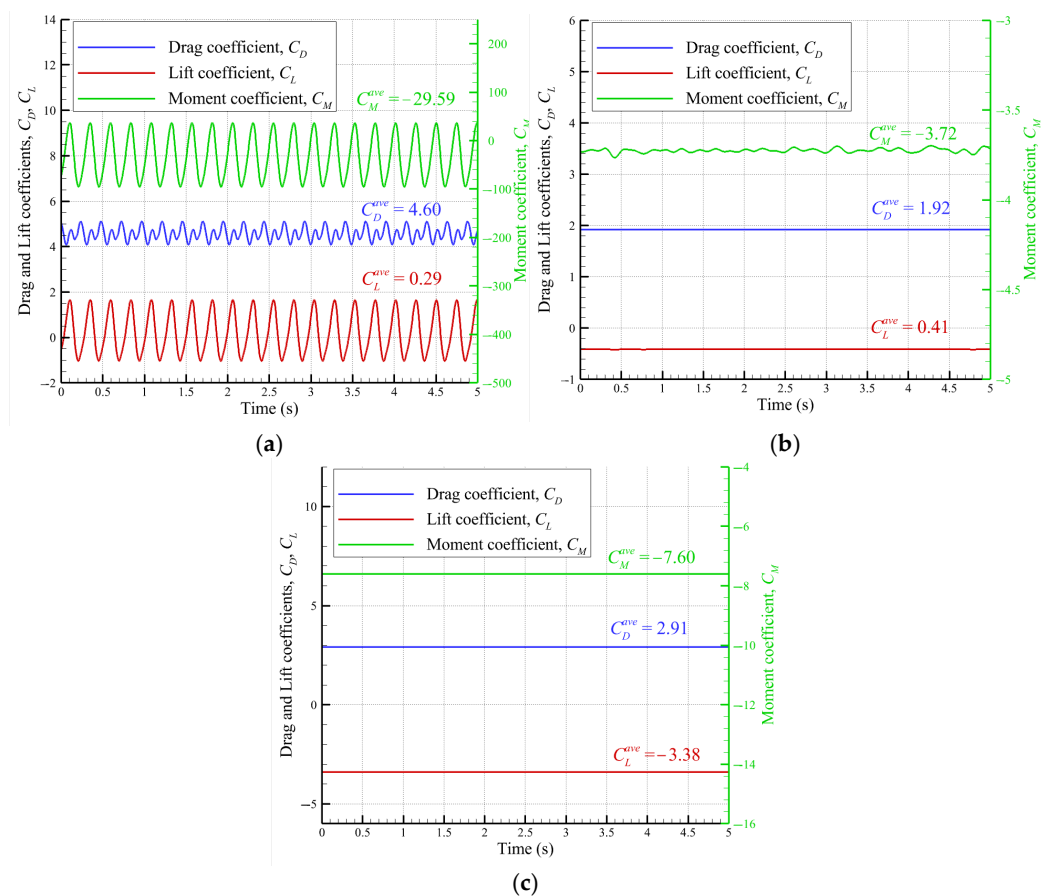 Drag coefficient, C_D
Lift coefficient, C_L
Moment coefficient, C_M
C_M^ave = −29.59
C_D^ave = 4.60
C_L^ave = 0.29
14
12
10
8
6
4
2
0
−2
Drag and Lift coefficients, C_D, C_L
200
100
0
−100
−200
−300
−400
−500
Moment coefficient, C_M
0 0.5 1 1.5 2 2.5 3 3.5 4 4.5 5
Time (s)
(a)
Drag coefficient, C_D
Lift coefficient, C_L
Moment coefficient, C_M
C_M^ave = −3.72
C_D^ave = 1.92
C_L^ave = 0.41
6
5
4
3
2
1
0
−1
Drag and Lift coefficients, C_D, C_L
−3
−3.5
−4
−4.5
−5
Moment coefficient, C_M
0 0.5 1 1.5 2 2.5 3 3.5 4 4.5 5
Time (s)
(b)
Drag coefficient, C_D
Lift coefficient, C_L
Moment coefficient, C_M
C_M^ave = −7.60
C_D^ave = 2.91
C_L^ave = −3.38
10
5
0
−5
Drag and Lift coefficients, C_D, C_L
−4
−6
−8
−10
−12
−14
−16
Moment coefficient, C_M
0 0.5 1 1.5 2 2.5 3 3.5 4 4.5 5
Time (s)
(c)